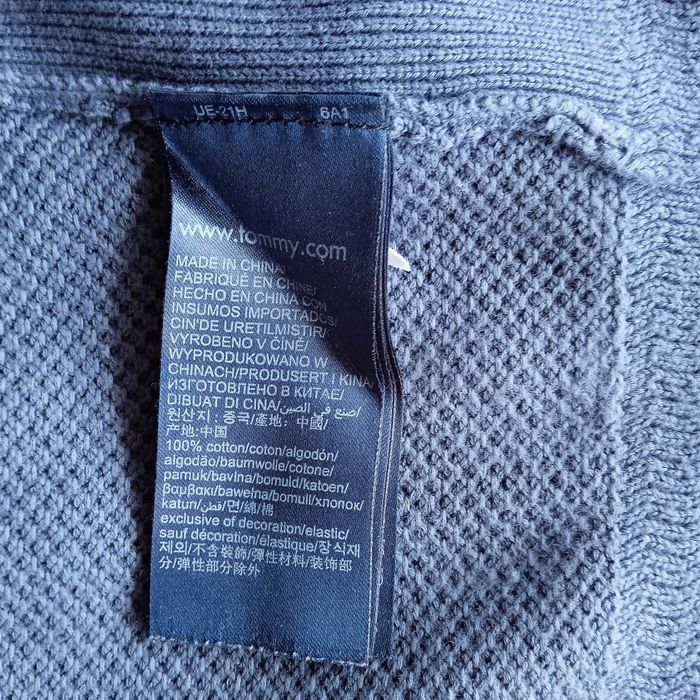 UE-21H 6A1
www.tommy.com
MADE IN CHINA/
FABRIQUÉ EN CHINE/
HECHO EN CHINA CON
INSUMOS IMPORTADOS/
CIN'DE URETILMISTIR/
VYROBENO V ČÍNĚ/
WYPRODUKOWANO W
CHINACH/PRODUSERT I KINA/
ИЗГОТОВЛЕНО В КИТАЕ/
DIBUAT DI CINA/صنع في الصين/
원산지: 중국/產地: 中國/
产地:中国
100% cotton/coton/algodón/
algodão/baumwolle/cotone/
pamuk/bavlna/bomuld/katoen/
βαμβακι/bawełna/bomull/хлопок/
katun/قطن/면/綿/棉
exclusive of decoration/elastic/
sauf décoration/élastique/장식재
제외/不含裝飾/彈性材料/装饰部
分/弹性部分除外